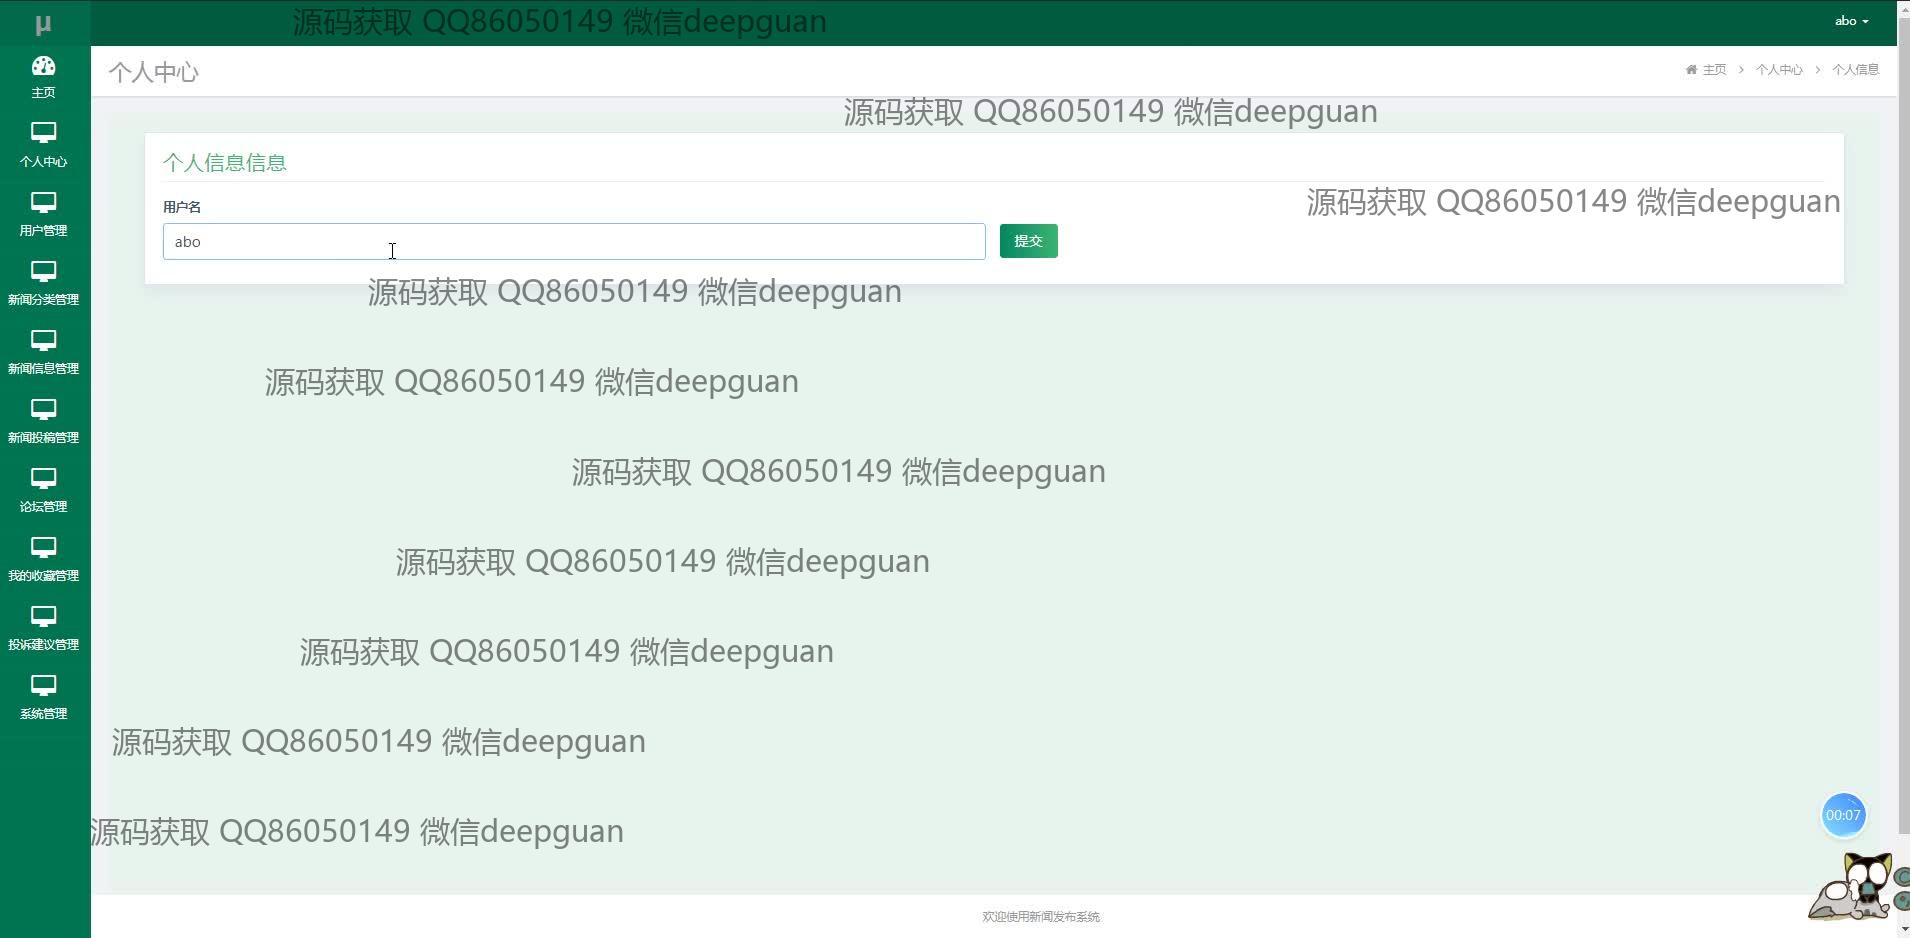 µ
源码获取 QQ86050149 微信deepguan
abo
主页
个人中心
主页 > 个人中心 > 个人信息
源码获取 QQ86050149 微信deepguan
个人中心
个人信息信息
源码获取 QQ86050149 微信deepguan
用户名
用户管理
abo
提交
源码获取 QQ86050149 微信deepguan
新闻分类管理
新闻信息管理
源码获取 QQ86050149 微信deepguan
新闻投稿管理
源码获取 QQ86050149 微信deepguan
论坛管理
源码获取 QQ86050149 微信deepguan
我的收藏管理
投诉建议管理
源码获取 QQ86050149 微信deepguan
系统管理
源码获取 QQ86050149 微信deepguan
00:07
源码获取 QQ86050149 微信deepguan
欢迎使用新闻发布系统